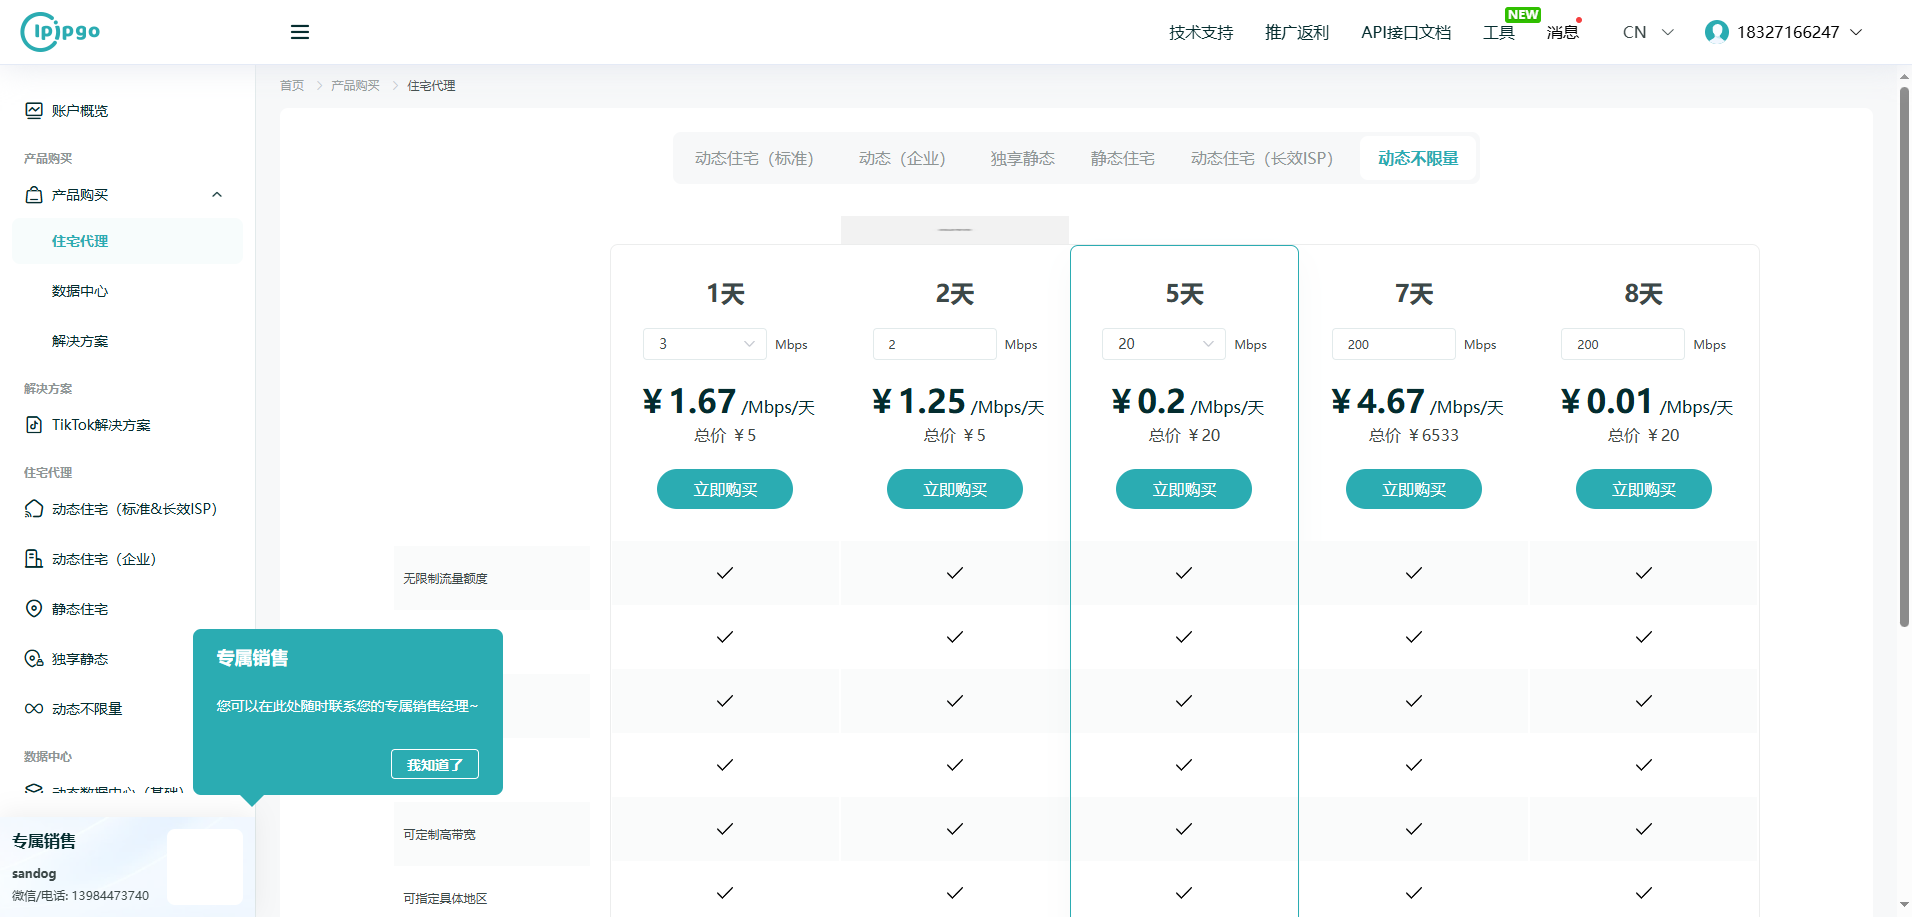 ipipgo
技术支持
推广返利
API接口文档
工具
NEW
消息
CN
18327166247
首页
产品购买
住宅代理
账户概览
产品购买
产品购买
住宅代理
数据中心
解决方案
解决方案
TikTok解决方案
住宅代理
动态住宅（标准&长效ISP）
动态住宅（企业）
静态住宅
独享静态
动态不限量
数据中心
动态数据中心（基础）
专属销售
您可以在此处随时联系您的专属销售经理~
我知道了
专属销售
sandog
微信/电话: 13984473740
动态住宅（标准） 动态（企业） 独享静态 静态住宅 动态住宅（长效ISP） 动态不限量
1天 2天 5天 7天 8天
3 Mbps 2 Mbps 20 Mbps 200 Mbps 200 Mbps
¥1.67 /Mbps/天 ¥1.25 /Mbps/天 ¥0.2 /Mbps/天 ¥4.67 /Mbps/天 ¥0.01 /Mbps/天
总价 ¥5 总价 ¥5 总价 ¥20 总价 ¥6533 总价 ¥20
立即购买 立即购买 立即购买 立即购买 立即购买
无限制流量额度
可定制高带宽
可指定具体地区